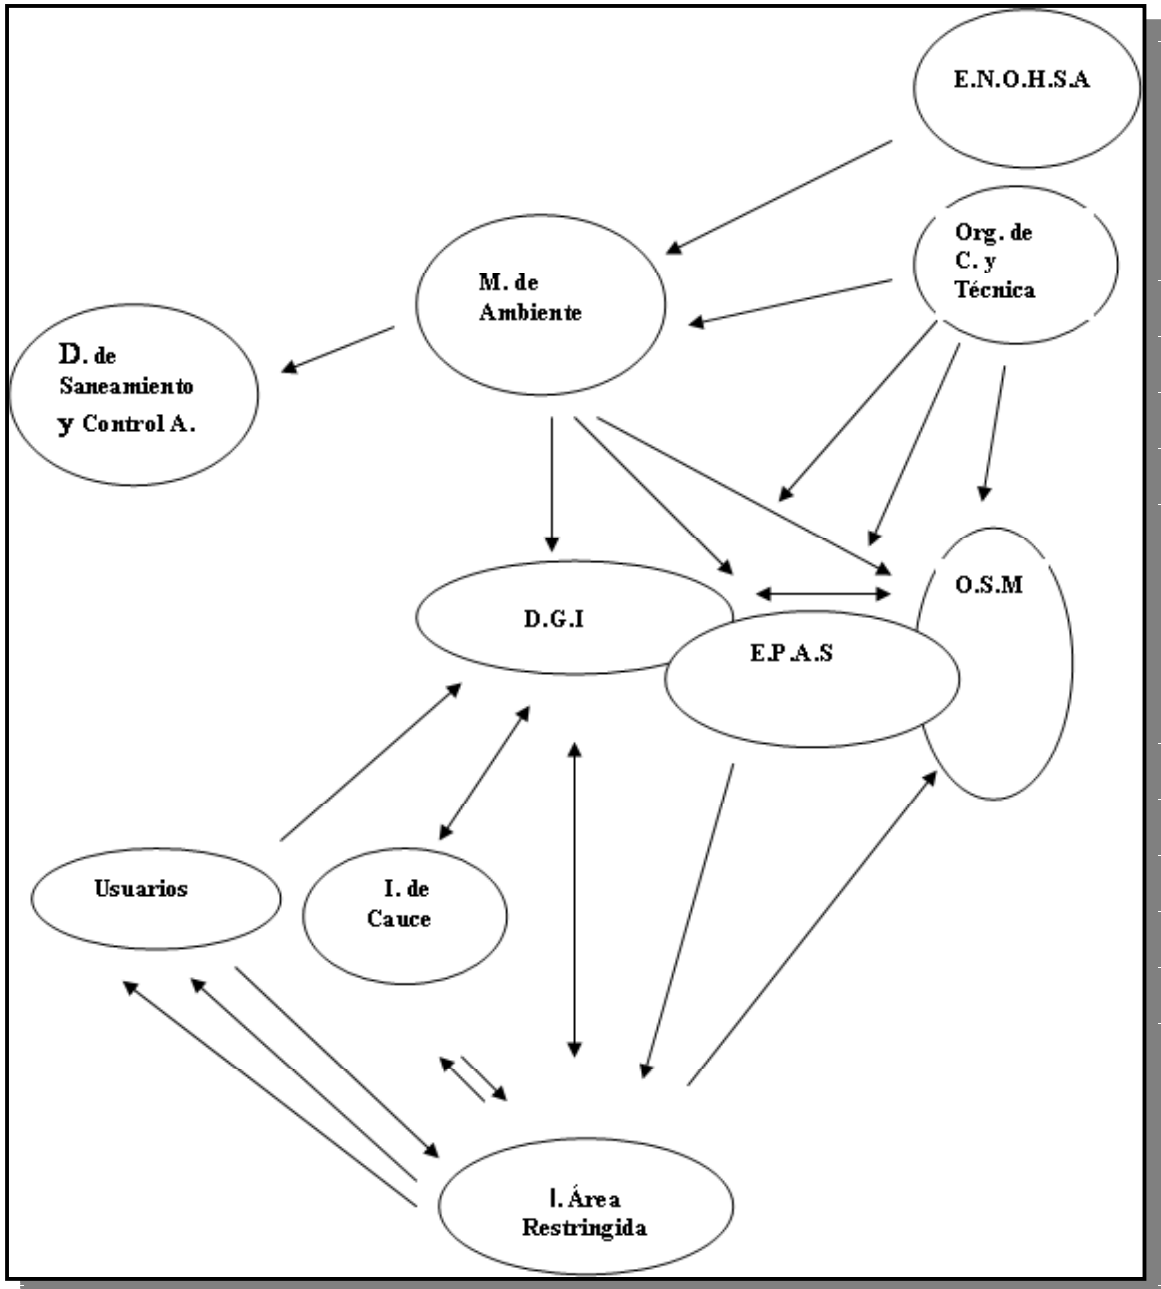 E.N.O.H.S.A
Org. de
C. y
Técnica
M. de
Ambiente
D. de
Saneamiento
y Control A.
D.G.I
E.P.A.S
O.S.M
Usuarios
I. de
Cauce
I. Área
Restringida